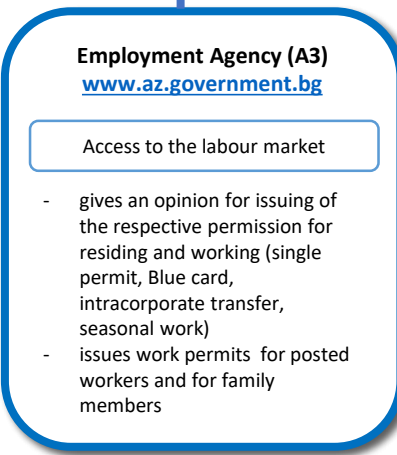 Employment Agency (A3)
www.az.government.bg
Access to the labour market
- gives an opinion for issuing of
the respective permission for
residing and working (single
permit, Blue card,
intracorporate transfer,
seasonal work)
- issues work permits for posted
workers and for family
members